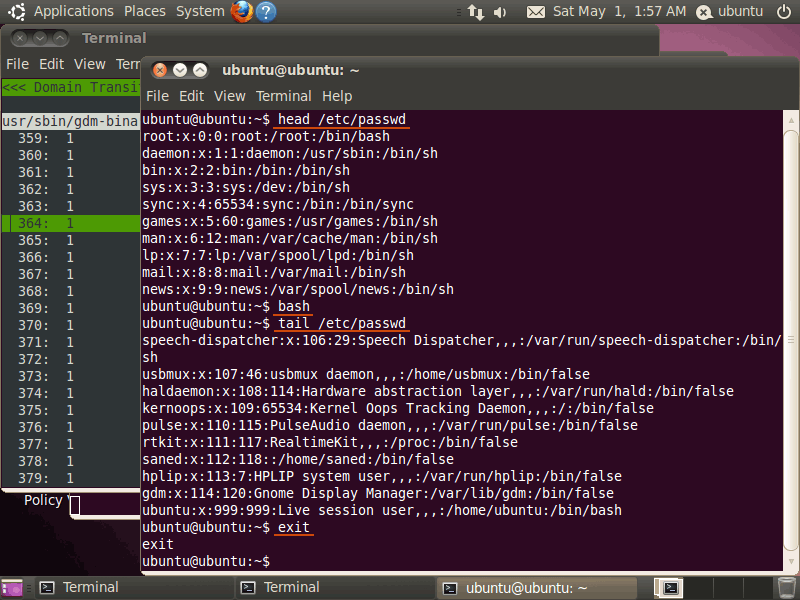 Applications Places System
Sat May 1, 1:57 AM ubuntu
Terminal
File Edit View Ter
<<< Domain Transi
usr/sbin/gdm-bina
359: 1
360: 1
361: 1
362: 1
363: 1
364: 1
365: 1
366: 1
367: 1
368: 1
369: 1
370: 1
371: 1
372: 1
373: 1
374: 1
375: 1
376: 1
377: 1
378: 1
379: 1
Policy
ubuntu@ubuntu: ~
File Edit View Terminal Help
ubuntu@ubuntu:~$ head /etc/passwd
root:x:0:0:root:/root:/bin/bash
daemon:x:1:1:daemon:/usr/sbin:/bin/sh
bin:x:2:2:bin:/bin:/bin/sh
sys:x:3:3:sys:/dev:/bin/sh
sync:x:4:65534:sync:/bin:/bin/sync
games:x:5:60:games:/usr/games:/bin/sh
man:x:6:12:man:/var/cache/man:/bin/sh
lp:x:7:7:lp:/var/spool/lpd:/bin/sh
mail:x:8:8:mail:/var/mail:/bin/sh
news:x:9:9:news:/var/spool/news:/bin/sh
ubuntu@ubuntu:~$ bash
ubuntu@ubuntu:~$ tail /etc/passwd
speech-dispatcher:x:106:29:Speech Dispatcher,,,:/var/run/speech-dispatcher:/bin/
sh
usbmux:x:107:46:usbmux daemon,,,:/home/usbmux:/bin/false
haldaemon:x:108:114:Hardware abstraction layer,,,:/var/run/hald:/bin/false
kernoops:x:109:65534:Kernel Oops Tracking Daemon,,,:/:/bin/false
pulse:x:110:115:PulseAudio daemon,,,:/var/run/pulse:/bin/false
rtkit:x:111:117:RealtimeKit,,,:/proc:/bin/false
saned:x:112:118::/home/saned:/bin/false
hplip:x:113:7:HPLIP system user,,,:/var/run/hplip:/bin/false
gdm:x:114:120:Gnome Display Manager:/var/lib/gdm:/bin/false
ubuntu:x:999:999:Live session user,,,:/home/ubuntu:/bin/bash
ubuntu@ubuntu:~$ exit
exit
ubuntu@ubuntu:~$
Terminal
Terminal
ubuntu@ubuntu: ~